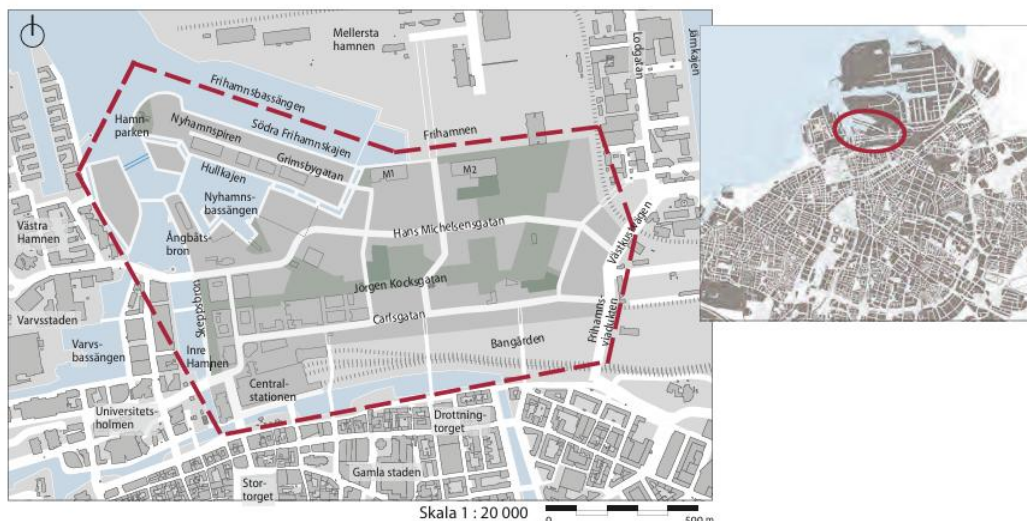 Mellersta
hamnen
Lodgatan
Järnkajen
Frihamnsbassängen
Hamn-
parken
Nyhamnspiren
Södra Frihamnskajen
Frihamnen
Grimsbygatan
M1
M2
Hullkajen
Nyhamns-
bassängen
Västra
Hamnen
Ångbåts-
bron
Hans Michelsensgatan
Västkustvägen
Jörgen Kocksgatan
Skeppsbron
Carlsgatan
Frihamns-
viadukten
Varvsstaden
Varvs-
bassängen
Inre
Hamnen
Bangården
Central-
stationen
Universitets-
holmen
Drottning-
torget
Gamla staden
Stor-
torget
Skala 1 : 20 000
0
500 m